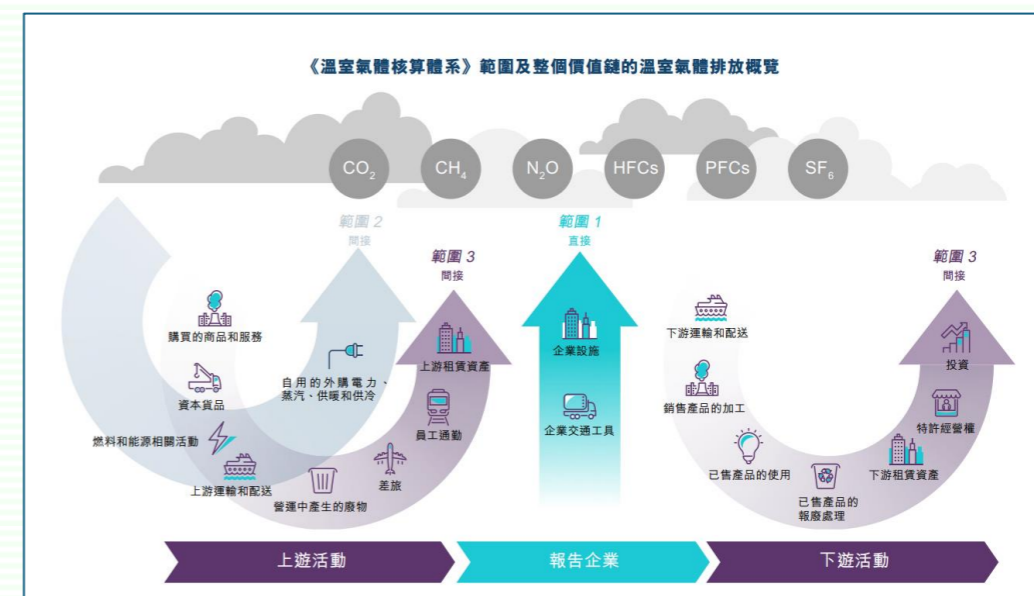 《溫室氣體核算體系》範圍及整個價值鏈的溫室氣體排放概覽
CO₂
CH₄
N₂O
HFCs
PFCs
SF₆
範圍 2
間接
範圍 3
間接
範圍 1
直接
範圍 3
間接
購買的商品和服務
資本貨品
燃料和能源相關活動
上游運輸和配送
營運中產生的廢物
差旅
員工通勤
上游租賃資產
自用的外購電力、
蒸汽、供暖和供冷
企業設施
企業交通工具
下游運輸和配送
銷售產品的加工
已售產品的使用
已售產品的
報廢處理
下游租賃資產
特許經營權
投資
上遊活動
報告企業
下遊活動